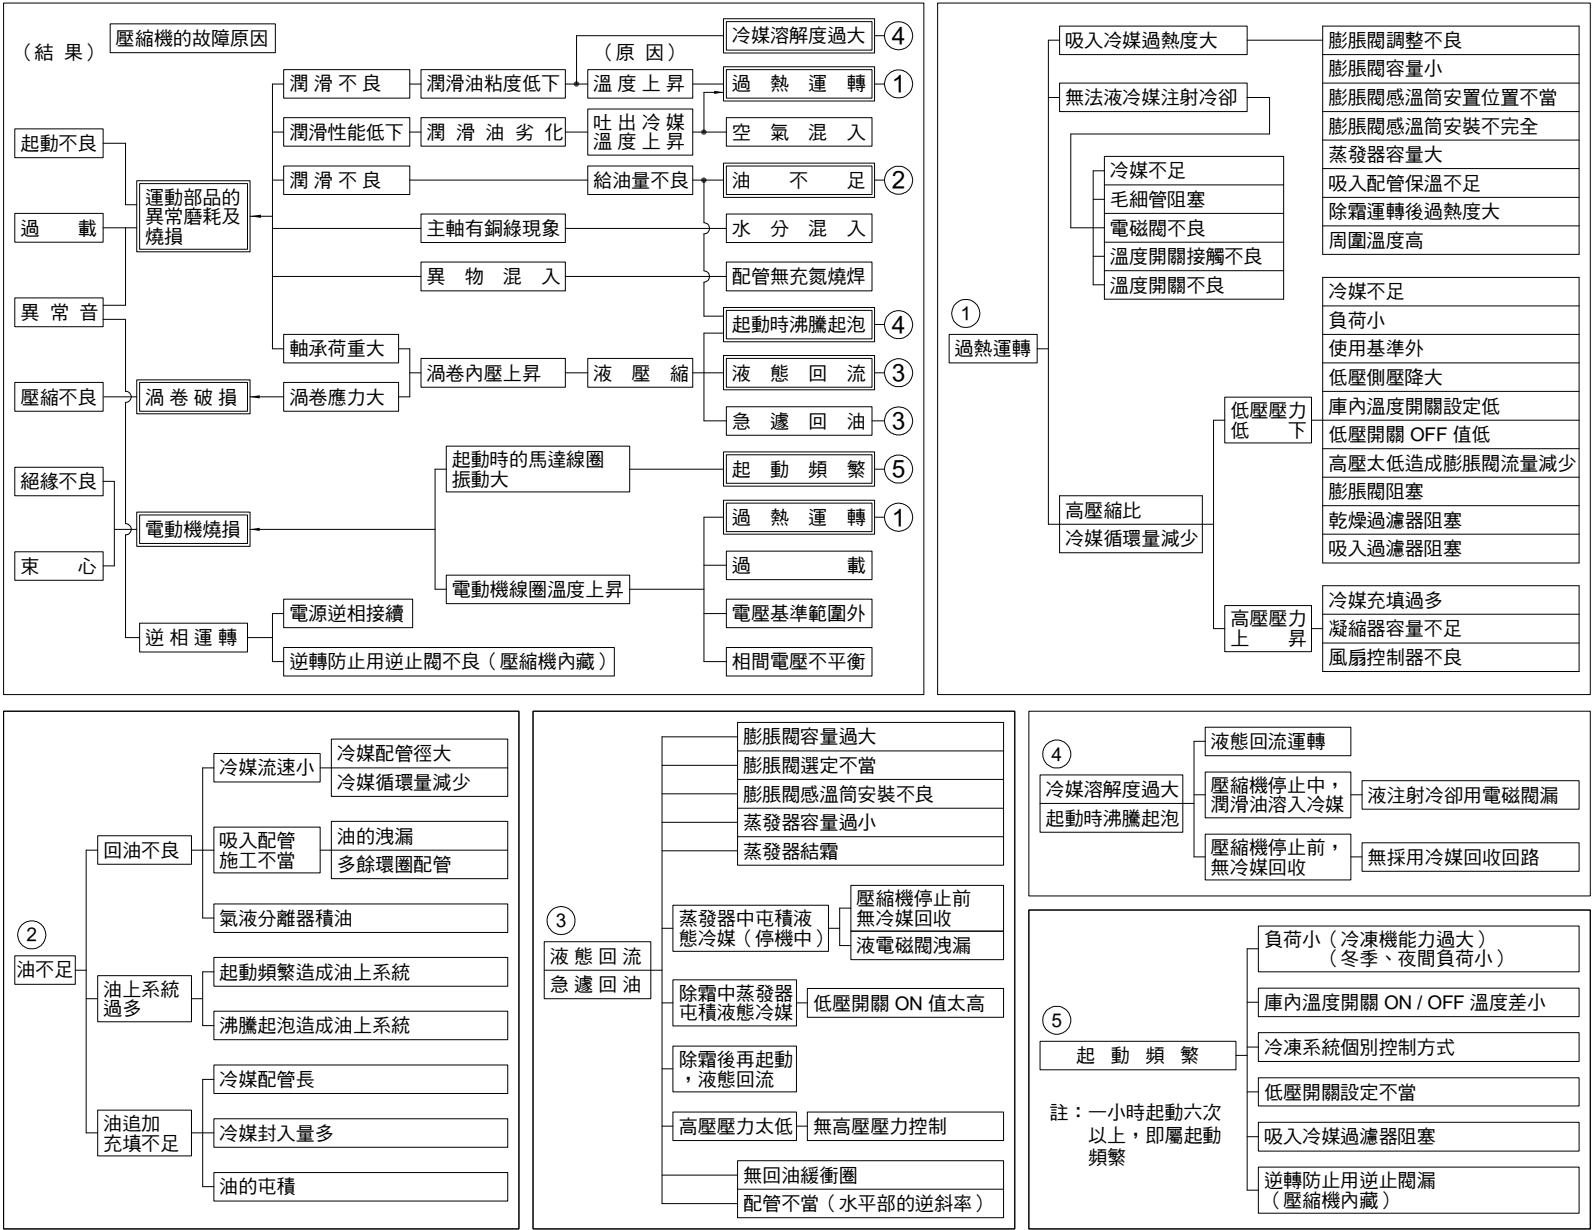 壓縮機的故障原因
(結 果)
(原 因)
起動不良
過 載
異 常 音
壓縮不良
絕緣不良
束 心
運動部品的
異常磨耗及
燒損
渦 卷 破 損
電動機燒損
逆 相 運 轉
潤 滑 不 良
潤滑油粘度低下
溫 度 上 昇
冷媒溶解度過大
④
過 熱 運 轉
①
潤滑性能低下
潤 滑 油 劣 化
吐 出 冷 媒
溫 度 上 昇
空 氣 混 入
潤 滑 不 良
給油量不良
油 不 足
②
主軸有銅綠現象
水 分 混 入
異 物 混 入
配管無充氮燒焊
起動時沸騰起泡
④
軸承荷重大
渦卷應力大
渦卷內壓上昇
液 壓 縮
液 態 回 流
③
急 遽 回 油
③
起動時的馬達線圈
振動大
起 動 頻 繁
⑤
電動機線圈溫度上昇
過 熱 運 轉
①
過 載
電壓基準範圍外
相間電壓不平衡
電源逆相接續
逆轉防止用逆止閥不良(壓縮機內藏)
①
過熱運轉
吸入冷媒過熱度大
膨脹閥調整不良
膨脹閥容量小
膨脹閥感溫筒安置位置不當
膨脹閥感溫筒安裝不完全
蒸發器容量大
吸入配管保溫不足
除霜運轉後過熱度大
周圍溫度高
無法液冷媒注射冷卻
冷媒不足
毛細管阻塞
電磁閥不良
溫度開關接觸不良
溫度開關不良
高壓縮比
冷媒循環量減少
低壓壓力
低 下
冷媒不足
負荷小
使用基準外
低壓側壓降大
庫內溫度開關設定低
低壓開關 OFF 值低
高壓太低造成膨脹閥流量減少
膨脹閥阻塞
乾燥過濾器阻塞
吸入過濾器阻塞
高壓壓力
上 昇
冷媒充填過多
凝縮器容量不足
風扇控制器不良
②
油不足
回油不良
冷媒流速小
冷媒配管徑大
冷媒循環量減少
吸入配管
施工不當
油的洩漏
多餘環圈配管
氣液分離器積油
油上系統
過多
起動頻繁造成油上系統
沸騰起泡造成油上系統
油追加
充填不足
冷媒配管長
冷媒封入量多
油的屯積
③
液 態 回 流
急 遽 回 油
膨脹閥容量過大
膨脹閥選定不當
膨脹閥感溫筒安裝不良
蒸發器容量過小
蒸發器結霜
蒸發器中屯積液
態冷媒(停機中)
壓縮機停止前
無冷媒回收
液電磁閥洩漏
除霜中蒸發器
屯積液態冷媒
低壓開關 ON 值太高
除霜後再起動
,液態回流
高壓壓力太低
無高壓壓力控制
無回油緩衝圈
配管不當(水平部的逆斜率)
④
冷媒溶解度過大
起動時沸騰起泡
液態回流運轉
壓縮機停止中,
潤滑油溶入冷媒
液注射冷卻用電磁閥漏
壓縮機停止前,
無冷媒回收
無採用冷媒回收回路
⑤
起 動 頻 繁
註:一小時起動六次
以上,即屬起動
頻繁
負荷小(冷凍機能力過大)
(冬季、夜間負荷小)
庫內溫度開關 ON / OFF 溫度差小
冷凍系統個別控制方式
低壓開關設定不當
吸入冷媒過濾器阻塞
逆轉防止用逆止閥漏
(壓縮機內藏)